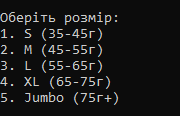 Оберіть розмір:
1. S (35-45г)
2. M (45-55г)
3. L (55-65г)
4. XL (65-75г)
5. Jumbo (75г+)